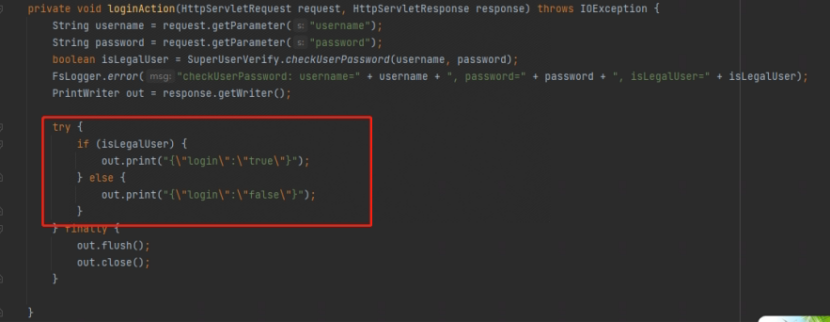 private void loginAction(HttpServletRequest request, HttpServletResponse response) throws IOException {
String username = request.getParameter( s: "username");
String password = request.getParameter( s: "password");
boolean isLegalUser = SuperUserVerify.checkUserPassword(username, password);
FsLogger.error( msg: "checkUserPassword: username=" + username + ", password=" + password + ", isLegalUser=" + isLegalUser);
PrintWriter out = response.getWriter();
try {
if (isLegalUser) {
out.print("{\"login\":\"true\"}");
} else {
out.print("{\"login\":\"false\"}");
}
} finally {
out.flush();
out.close();
}
}